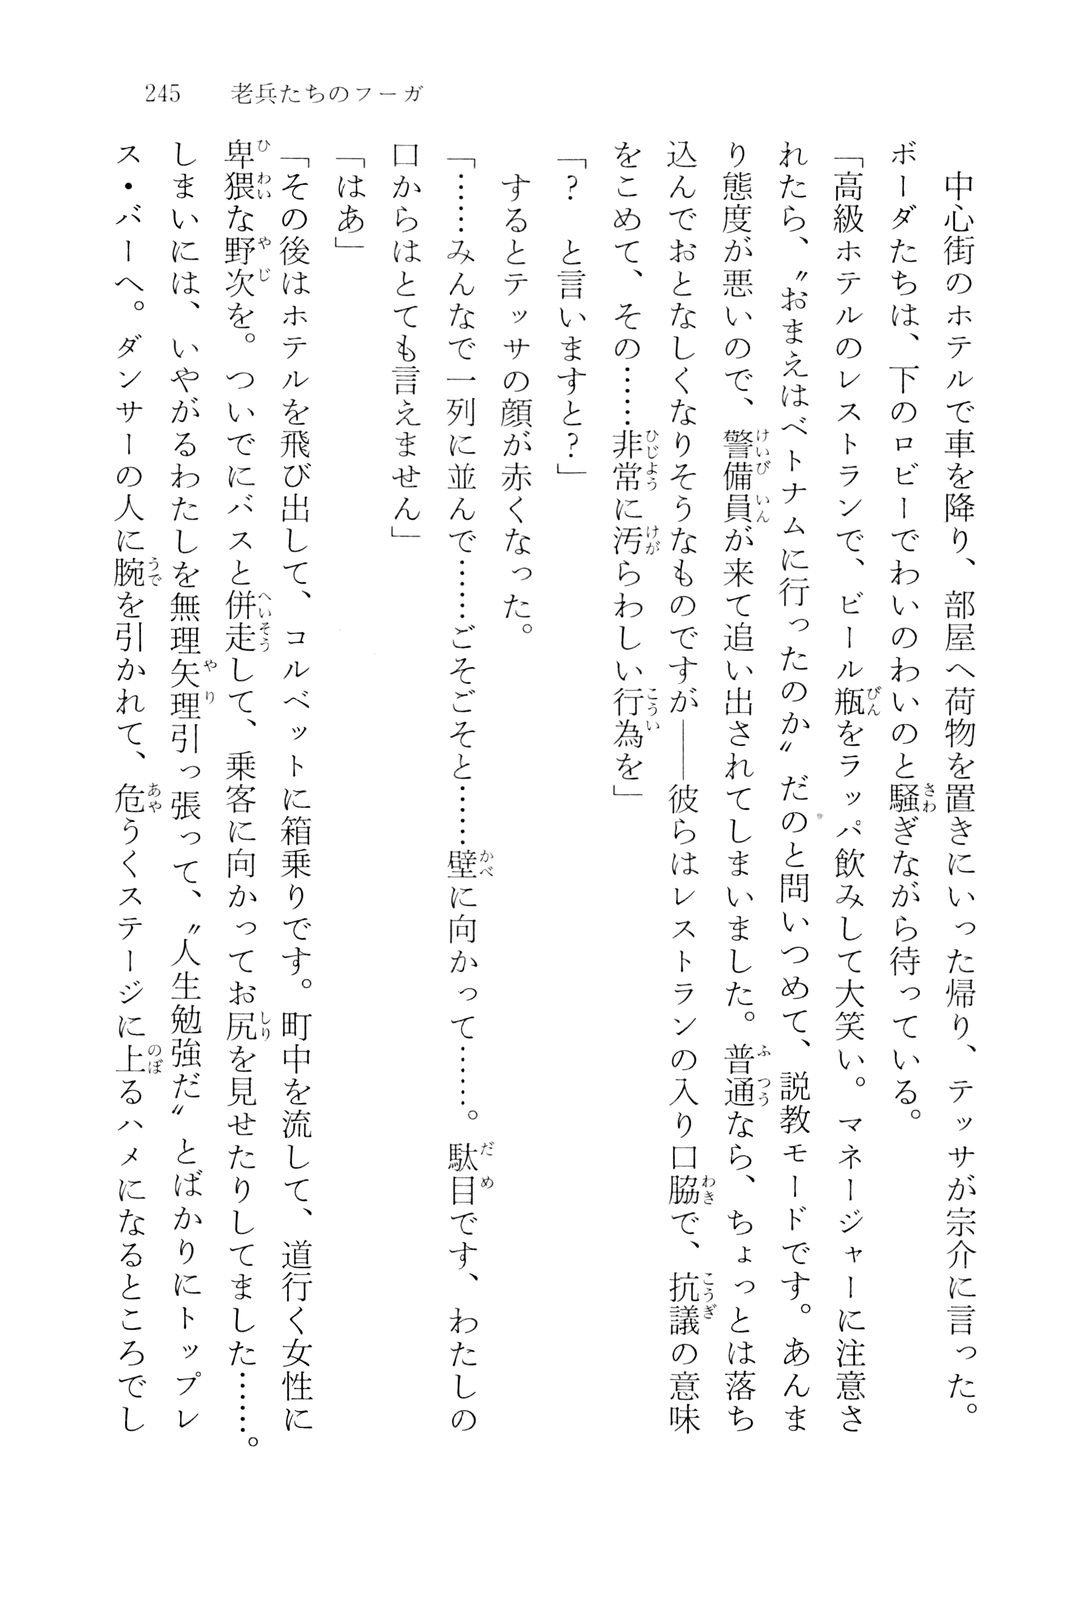 245　老兵たちのフーガ
　中心街のホテルで車を降り、部屋へ荷物を置きにいった帰り、テッサが宗介に言った。
ボーダたちは、下のロビーでわいのわいのと騒ぎながら待っている。
「高級ホテルのレストランで、ビール瓶をラッパ飲みして大笑い。マネージャーに注意さ
れたら、〝おまえはベトナムに行ったのか〟だのと問いつめて、説教モードです。あんま
り態度が悪いので、警備員が来て追い出されてしまいました。普通なら、ちょっとは落ち
込んでおとなしくなりそうなものですが――彼らはレストランの入り口脇で、抗議の意味
をこめて、その……非常に汚らわしい行為を」
「？　と言いますと？」
　するとテッサの顔が赤くなった。
「……みんなで一列に並んで……ごそごそと……壁に向かって……。駄目です、わたしの
口からはとても言えません」
「はあ」
「その後はホテルを飛び出して、コルベットに箱乗りです。町中を流して、道行く女性に
卑猥な野次を。ついでにバスと併走して、乗客に向かってお尻を見せたりしてました……。
しまいには、いやがるわたしを無理矢理引っ張って、〝人生勉強だ〟とばかりにトップレ
ス・バーへ。ダンサーの人に腕を引かれて、危うくステージに上るハメになるところでし